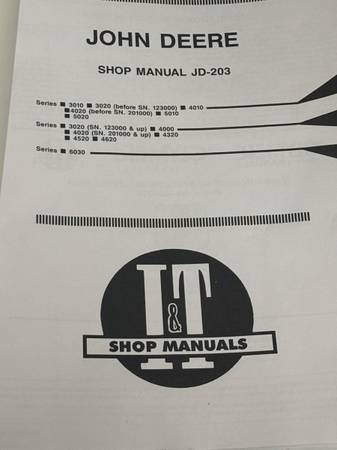 JOHN DEERE
SHOP MANUAL JD-203
Series ■ 3010 ■ 3020 (before SN. 123000) ■ 4010
■ 4020 (before SN. 201000) ■ 5010
■ 5020
Series ■ 3020 (SN. 123000 & up) ■ 4000
■ 4020 (SN. 201000 & up) ■ 4320
■ 4520 ■ 4620
Series ■ 6030
I&T
SHOP MANUALS